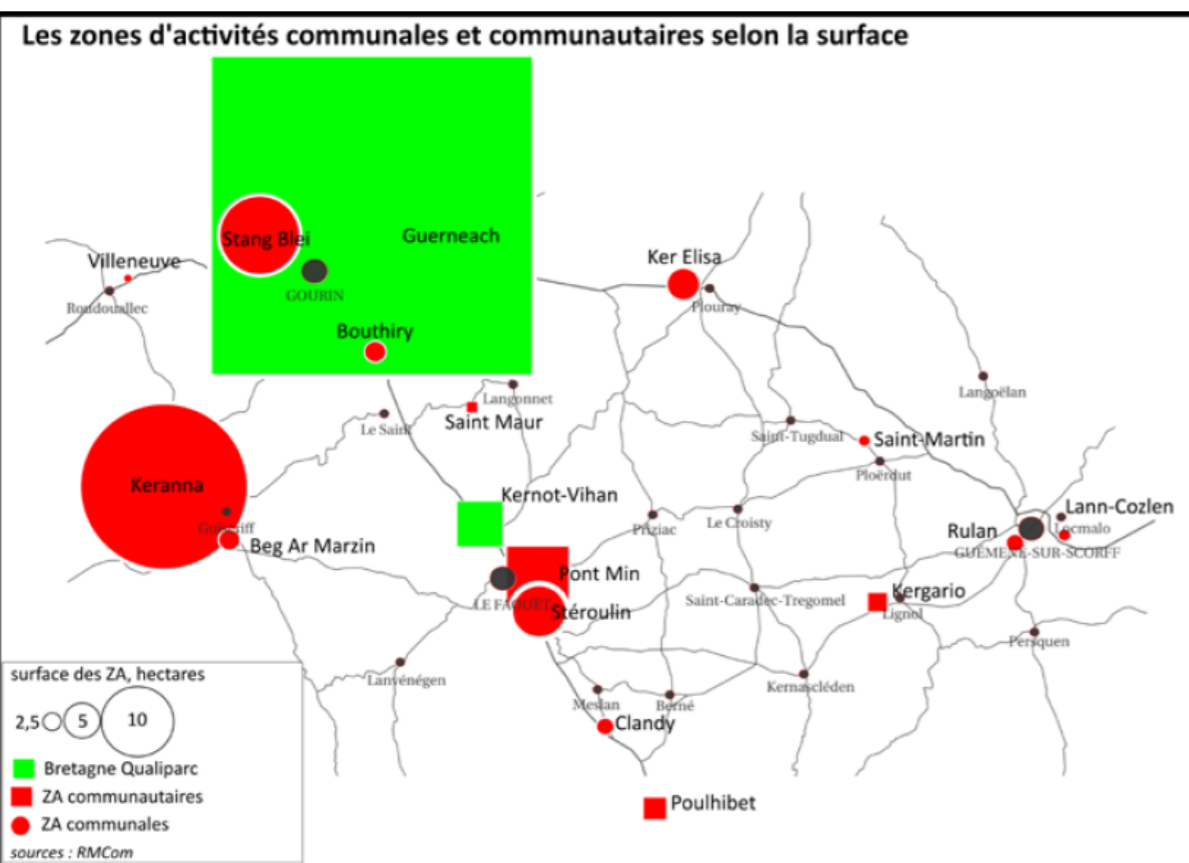 Les zones d'activités communales et communautaires selon la surface
Stang Blei
Guerneach
Villeneuve
Ker Elisa
GOURIN
Roudouallec
Plouray
Bouthiry
Langoëlan
Langonnet
Le Saint
Saint Maur
Saint-Tugdual
Saint-Martin
Ploërdut
Keranna
Kernot-Vihan
Guiscriff
Priziac
Le Croisty
Lann-Cozlen
Rulan
Locmalo
Beg Ar Marzin
GUEMENE-SUR-SCORFF
Pont Min
LE FAOUET
Stéroulin
Saint-Caradec-Tregomel
Kergario
Lignol
Persquen
Lanvénégen
Kernascléden
Meslan
Berné
Clandy
Poulhibet
surface des ZA, hectares
2,5 5 10
Bretagne Qualiparc
ZA communautaires
ZA communales
sources : RMCom